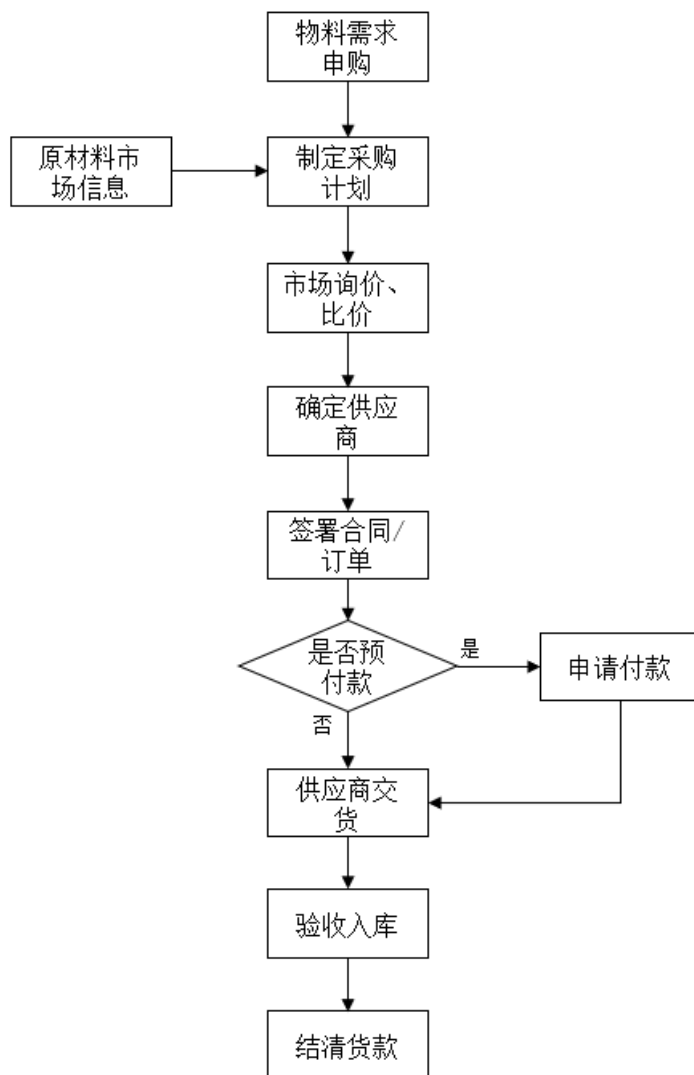 物料需求
申购
原材料市
场信息
制定采购
计划
市场询价、
比价
确定供应
商
签署合同/
订单
是否预
付款
是
申请付款
否
供应商交
货
验收入库
结清货款